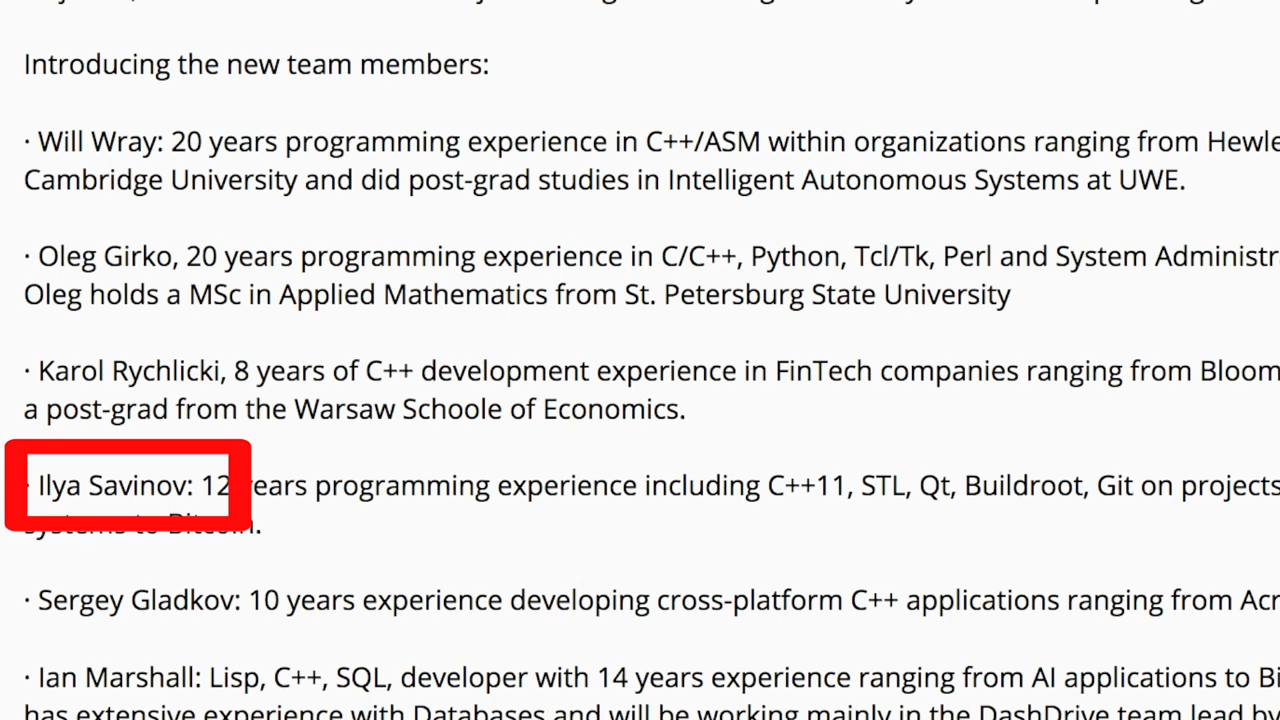 Introducing the new team members:
· Will Wray: 20 years programming experience in C++/ASM within organizations ranging from
Cambridge University and did post-grad studies in Intelligent Autonomous Systems at UWE.
· Oleg Girko, 20 years programming experience in C/C++, Python, Tcl/Tk, Perl and System
Oleg holds a MSc in Applied Mathematics from St. Petersburg State University
· Karol Rychlicki, 8 years of C++ development experience in FinTech companies ranging from
a post-grad from the Warsaw Schoole of Economics.
· Ilya Savinov: 12 years programming experience including C++11, STL, Qt, Buildroot, Git on projects
systems to Bitcoin.
· Sergey Gladkov: 10 years experience developing cross-platform C++ applications ranging from
· Ian Marshall: Lisp, C++, SQL, developer with 14 years experience ranging from AI applications to
has extensive experience with Databases and will be working mainly in the DashDrive team lead by